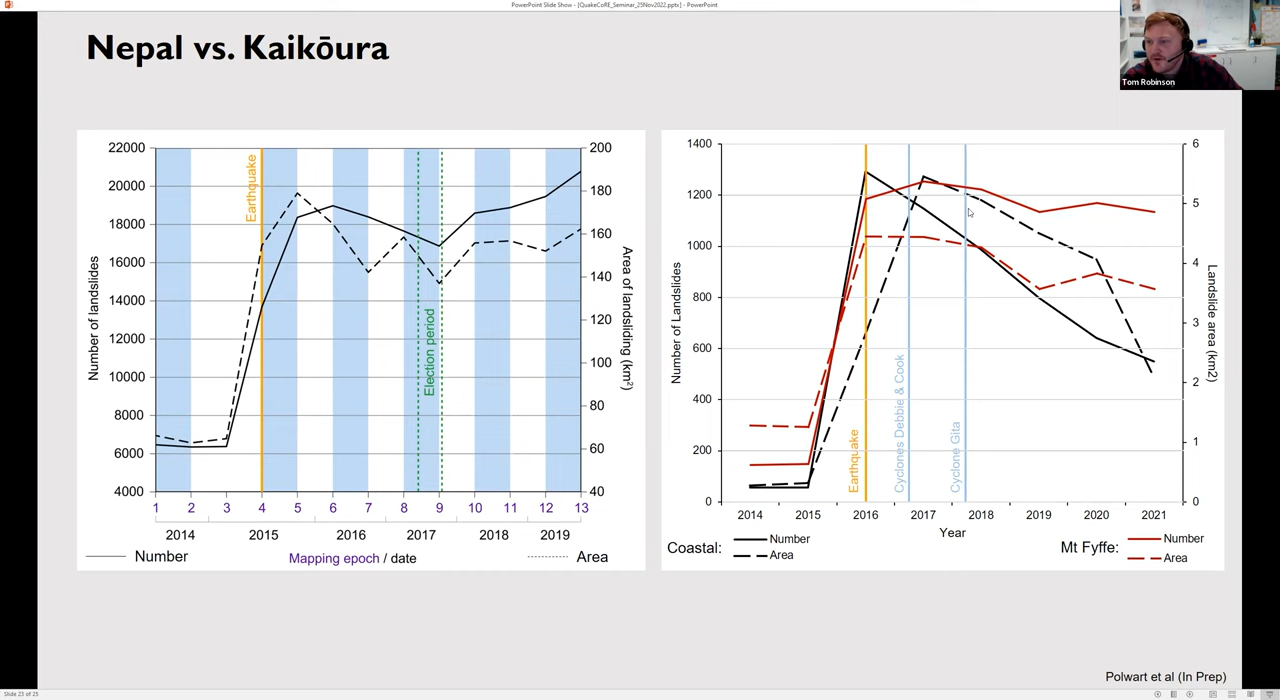 PowerPoint Slide Show - [QuakeCoRE_Seminar_25Nov2022.pptx] - PowerPoint
Nepal vs. Kaikōura
Tom Robinson
22000
20000
18000
16000
14000
12000
10000
8000
6000
4000
Number of landslides
Earthquake
Election period
200
180
160
140
120
100
80
60
40
Area of landsliding (km²)
1 2 3 4 5 6 7 8 9 10 11 12 13
2014 2015 2016 2017 2018 2019
Number
Mapping epoch / date
Area
1400
1200
1000
800
600
400
200
0
Number of Landslides
Earthquake
Cyclones Debbie & Cook
Cyclone Gita
6
5
4
3
2
1
0
Landslide area (km2)
2014 2015 2016 2017 2018 2019 2020 2021
Year
Coastal:
Number
Area
Mt Fyffe:
Number
Area
Polwart et al (In Prep)
Slide 23 of 25